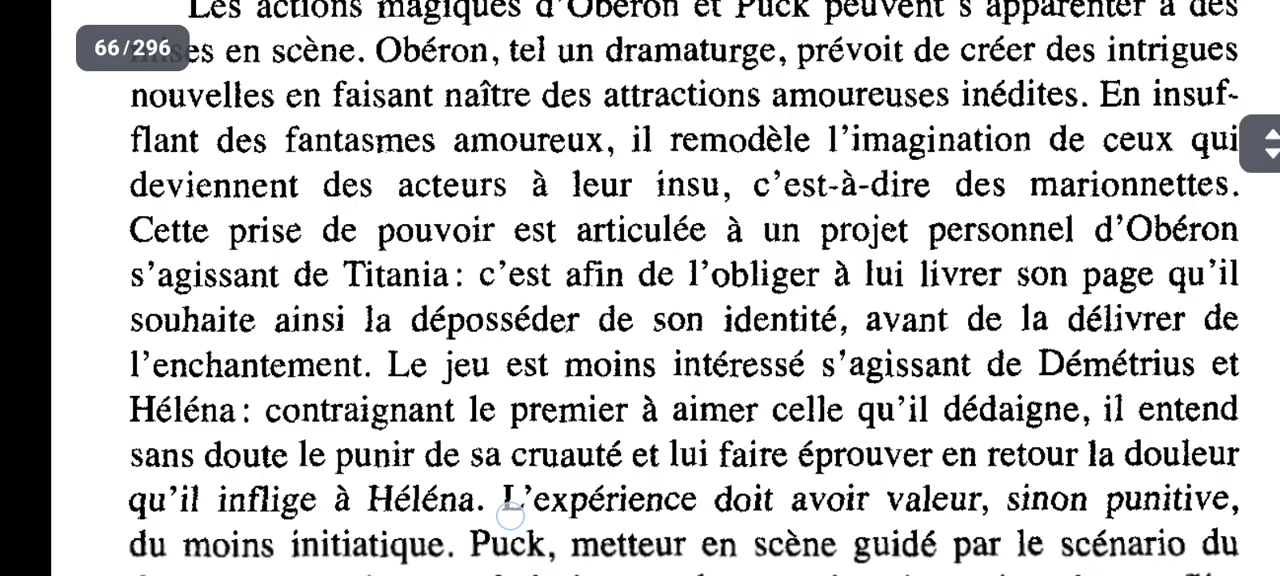 Les actions magiques d'Obéron et Puck peuvent s'apparenter à des
66/296
ses en scène. Obéron, tel un dramaturge, prévoit de créer des intrigues
nouvelles en faisant naître des attractions amoureuses inédites. En insuf-
flant des fantasmes amoureux, il remodèle l'imagination de ceux qui
deviennent des acteurs à leur insu, c'est-à-dire des marionnettes.
Cette prise de pouvoir est articulée à un projet personnel d'Obéron
s'agissant de Titania : c'est afin de l'obliger à lui livrer son page qu'il
souhaite ainsi la déposséder de son identité, avant de la délivrer de
l'enchantement. Le jeu est moins intéressé s'agissant de Démétrius et
Héléna : contraignant le premier à aimer celle qu'il dédaigne, il entend
sans doute le punir de sa cruauté et lui faire éprouver en retour la douleur
qu'il inflige à Héléna. L'expérience doit avoir valeur, sinon punitive,
du moins initiatique. Puck, metteur en scène guidé par le scénario du